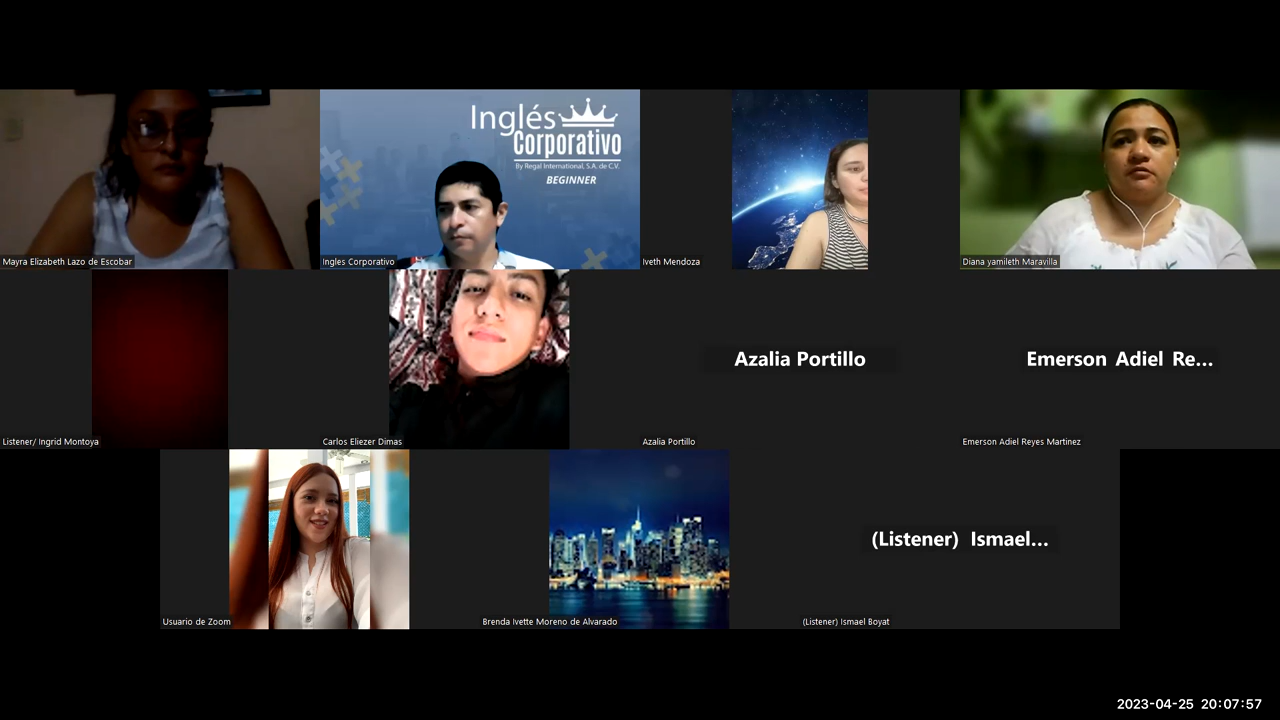 Inglés
Corporativo
By Regal International, S.A. de C.V.
BEGINNER
Mayra Elizabeth Lazo de Escobar
Ingles Corporativo
Iveth Mendoza
Diana yamileth Maravilla
Azalia Portillo
Emerson Adiel Re...
Listener/ Ingrid Montoya
Carlos Eliezer Dimas
Azalia Portillo
Emerson Adiel Reyes Martinez
(Listener) Ismael...
Usuario de Zoom
Brenda Ivette Moreno de Alvarado
(Listener) Ismael Boyat
2023-04-25 20:07:57